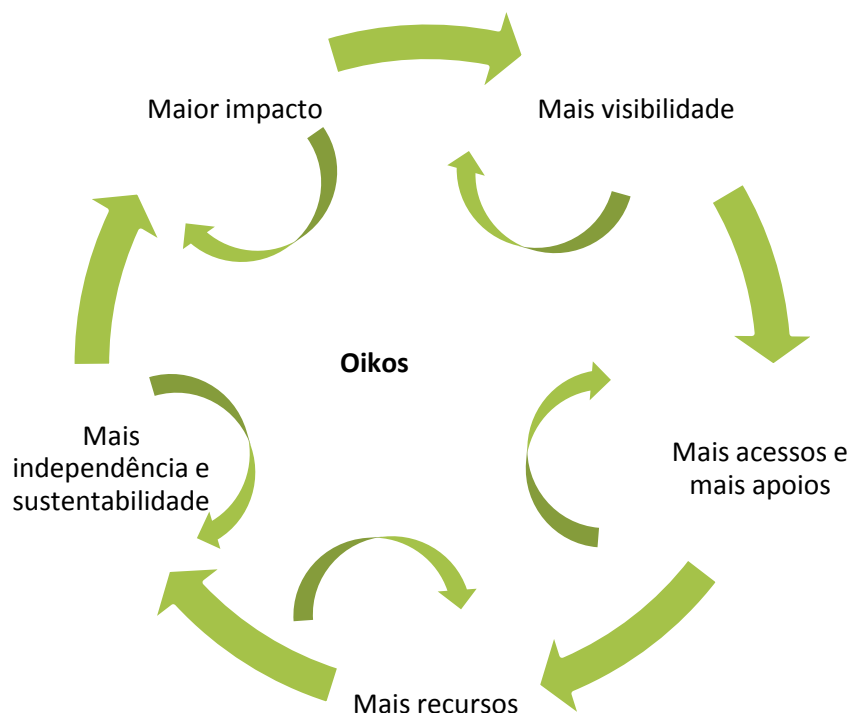 Maior impacto
Mais visibilidade
Oikos
Mais acessos e
mais apoios
Mais
independência e
sustentabilidade
Mais recursos